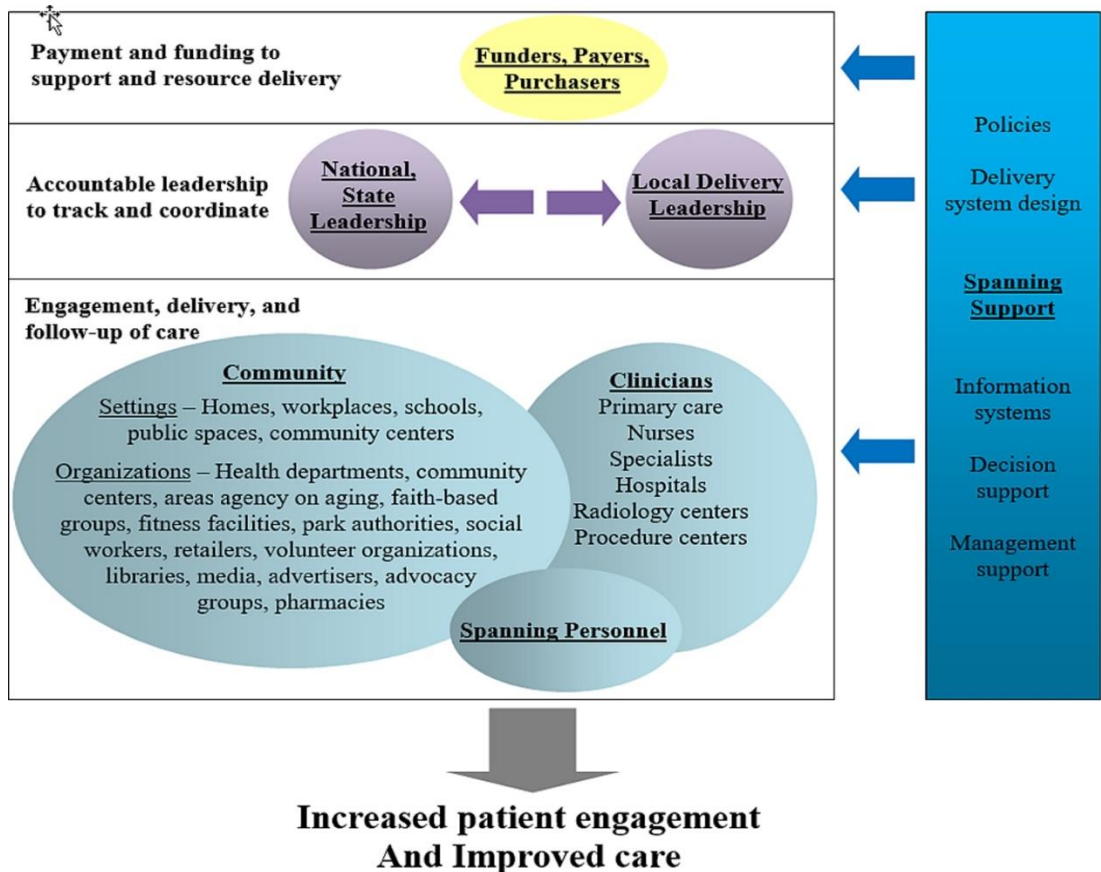 Payment and funding to
support and resource delivery
Funders, Payers,
Purchasers
Accountable leadership
to track and coordinate
National,
State
Leadership
Local Delivery
Leadership
Engagement, delivery, and
follow-up of care
Community
Settings – Homes, workplaces, schools,
public spaces, community centers
Organizations – Health departments, community
centers, areas agency on aging, faith-based
groups, fitness facilities, park authorities, social
workers, retailers, volunteer organizations,
libraries, media, advertisers, advocacy
groups, pharmacies
Clinicians
Primary care
Nurses
Specialists
Hospitals
Radiology centers
Procedure centers
Spanning Personnel
Policies
Delivery
system design
Spanning
Support
Information
systems
Decision
support
Management
support
Increased patient engagement
And Improved care